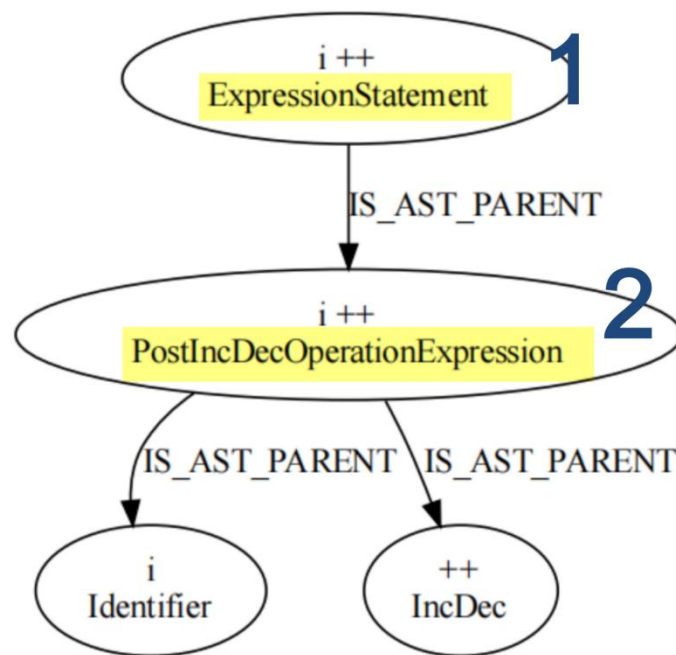 i ++
ExpressionStatement
1
IS_AST_PARENT
i ++
PostIncDecOperationExpression
2
IS_AST_PARENT IS_AST_PARENT
i
Identifier
++
IncDec